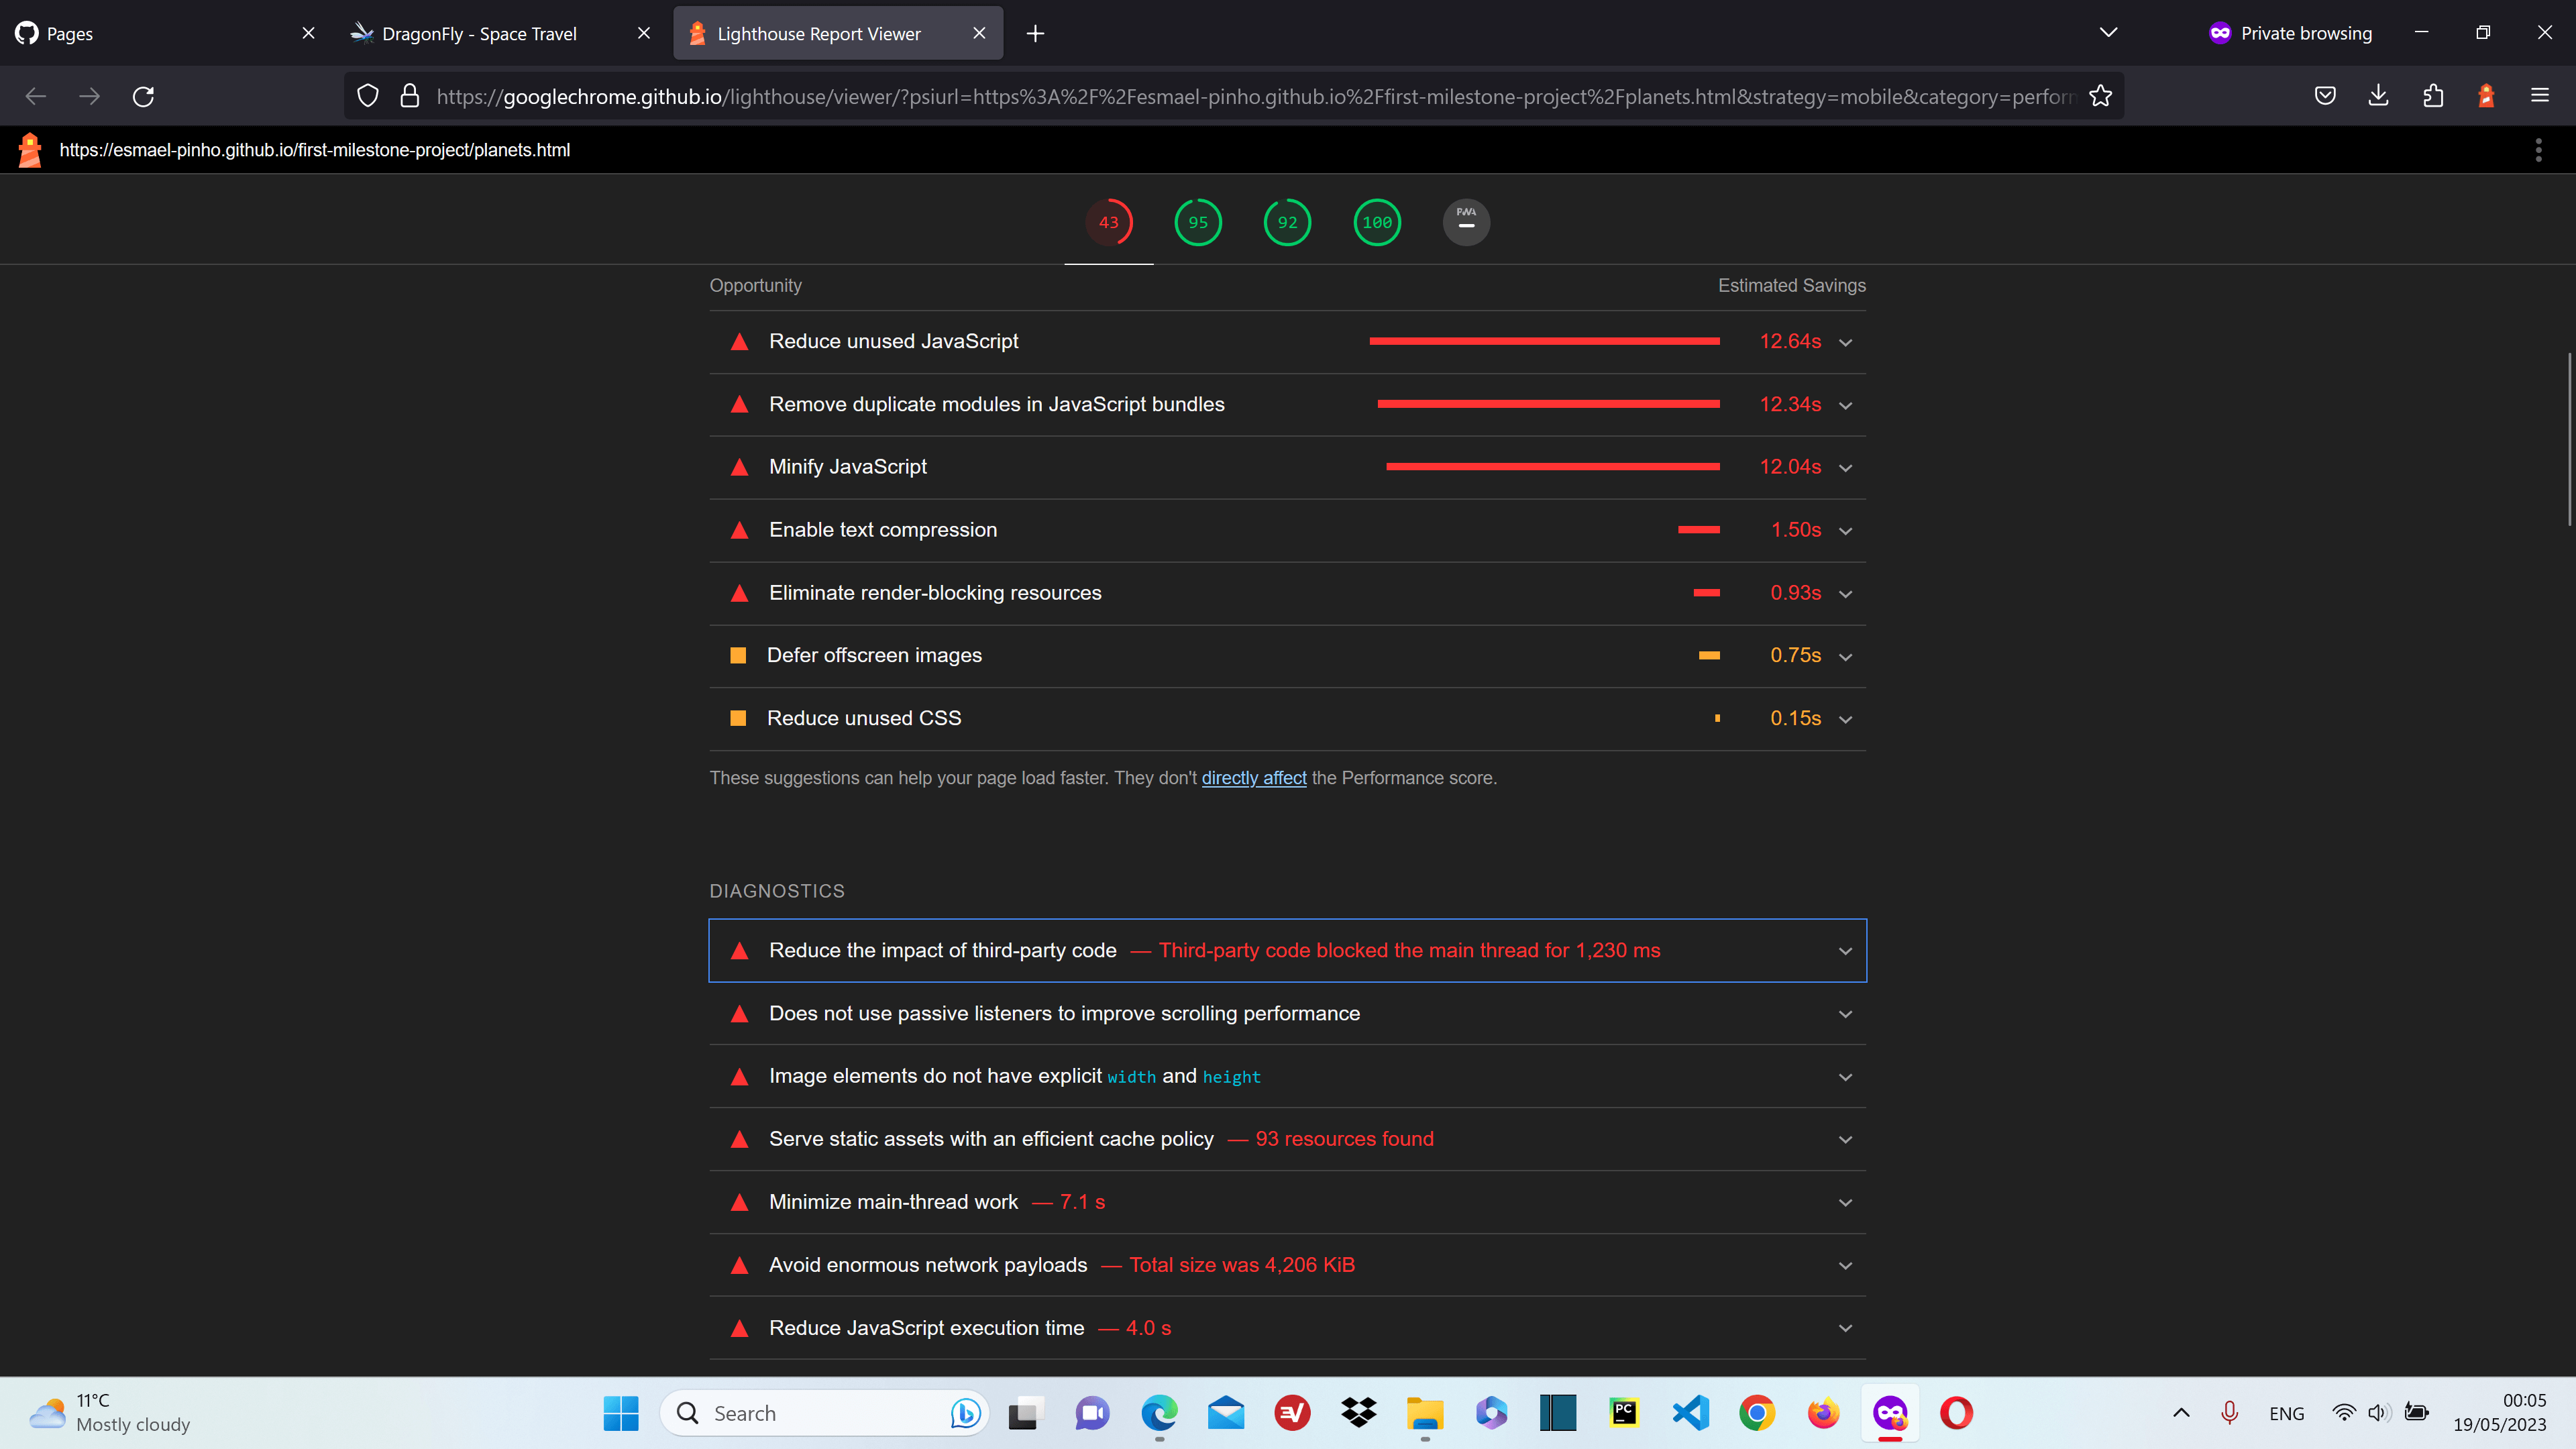 Pages
DragonFly - Space Travel
Lighthouse Report Viewer
Private browsing
https://googlechrome.github.io/lighthouse/viewer/?psiurl=https%3A%2F%2Fesmael-pinho.github.io%2Ffirst-milestone-project%2Fplanets.html&strategy=mobile&category=perforn
https://esmael-pinho.github.io/first-milestone-project/planets.html
43 95 92 100 PWA
Opportunity Estimated Savings
Reduce unused JavaScript 12.64s
Remove duplicate modules in JavaScript bundles 12.34s
Minify JavaScript 12.04s
Enable text compression 1.50s
Eliminate render-blocking resources 0.93s
Defer offscreen images 0.75s
Reduce unused CSS 0.15s
These suggestions can help your page load faster. They don't directly affect the Performance score.
DIAGNOSTICS
Reduce the impact of third-party code — Third-party code blocked the main thread for 1,230 ms
Does not use passive listeners to improve scrolling performance
Image elements do not have explicit width and height
Serve static assets with an efficient cache policy — 93 resources found
Minimize main-thread work — 7.1 s
Avoid enormous network payloads — Total size was 4,206 KiB
Reduce JavaScript execution time — 4.0 s
11°C
Mostly cloudy
Search
PC
ENG
00:05
19/05/2023